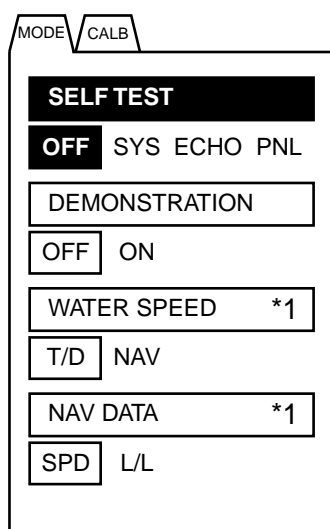 MODE CALB
SELF TEST
OFF SYS ECHO PNL
DEMONSTRATION
OFF ON
WATER SPEED *1
T/D NAV
NAV DATA *1
SPD L/L